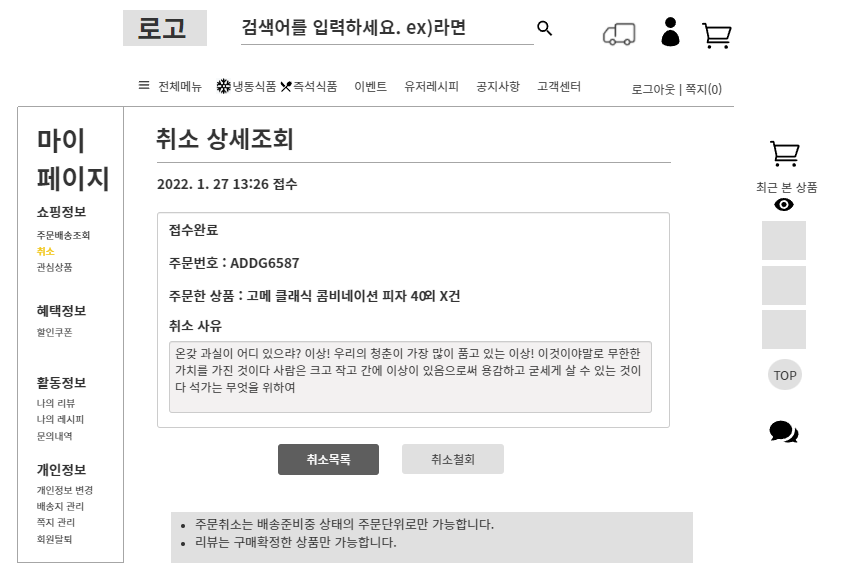 로고
검색어를 입력하세요. ex)라면
전체메뉴 냉동식품 즉석식품 이벤트 유저레시피 공지사항 고객센터
로그아웃 | 쪽지(0)
마이
페이지
쇼핑정보
주문배송조회
취소
관심상품
혜택정보
할인쿠폰
활동정보
나의 리뷰
나의 레시피
문의내역
개인정보
개인정보 변경
배송지 관리
쪽지 관리
회원탈퇴
취소 상세조회
2022. 1. 27 13:26 접수
접수완료
주문번호 : ADDG6587
주문한 상품 : 고메 클래식 콤비네이션 피자 40외 X건
취소 사유
온갖 과실이 어디 있으랴? 이상! 우리의 청춘이 가장 많이 품고 있는 이상! 이것이야말로 무한한
가치를 가진 것이다 사람은 크고 작고 간에 이상이 있음으로써 용감하고 굳세게 살 수 있는 것이
다 석가는 무엇을 위하여
취소목록
취소철회
주문취소는 배송준비중 상태의 주문단위로만 가능합니다.
리뷰는 구매확정한 상품만 가능합니다.
최근 본 상품
TOP